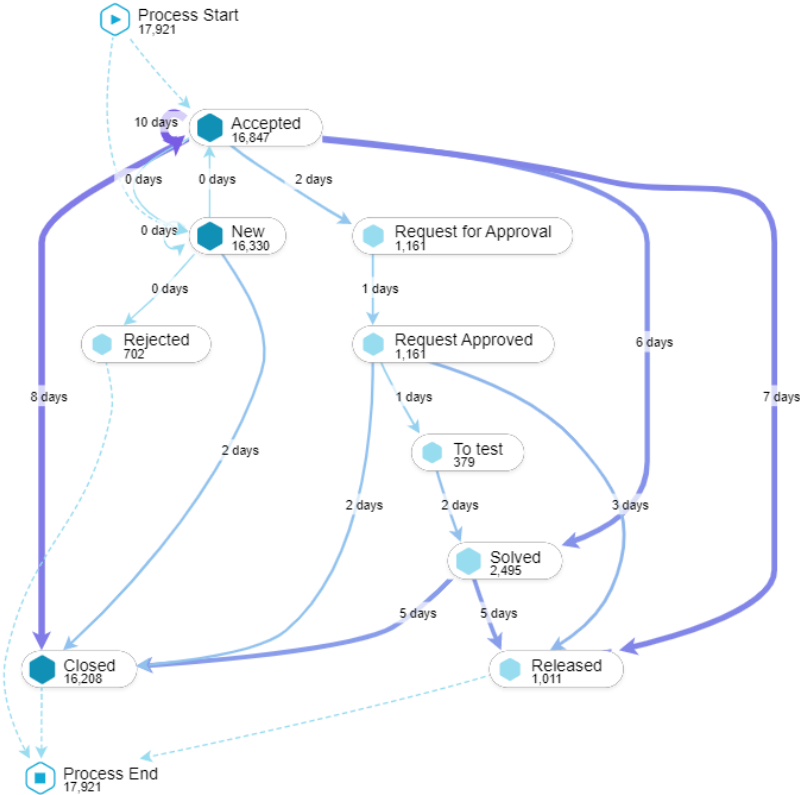 Process Start
17,921
10 days
Accepted
16,847
0 days
0 days
2 days
0 days
New
16,330
Request for Approval
1,161
0 days
1 days
Rejected
702
Request Approved
1,161
6 days
8 days
1 days
7 days
2 days
To test
379
2 days
2 days
3 days
Solved
2,495
5 days
5 days
Closed
16,208
Released
1,011
Process End
17,921